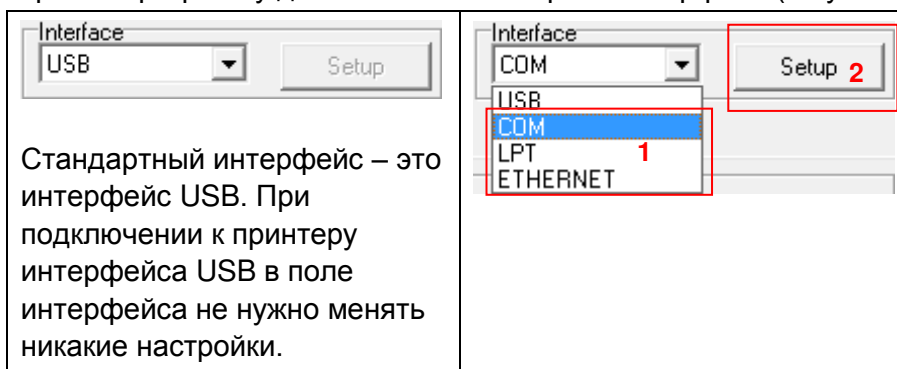 Interface
USB
Setup
Стандартный интерфейс – это
интерфейс USB. При
подключении к принтеру
интерфейса USB в поле
интерфейса не нужно менять
никакие настройки.
Interface
COM
Setup 2
USB
COM
LPT 1
ETHERNET